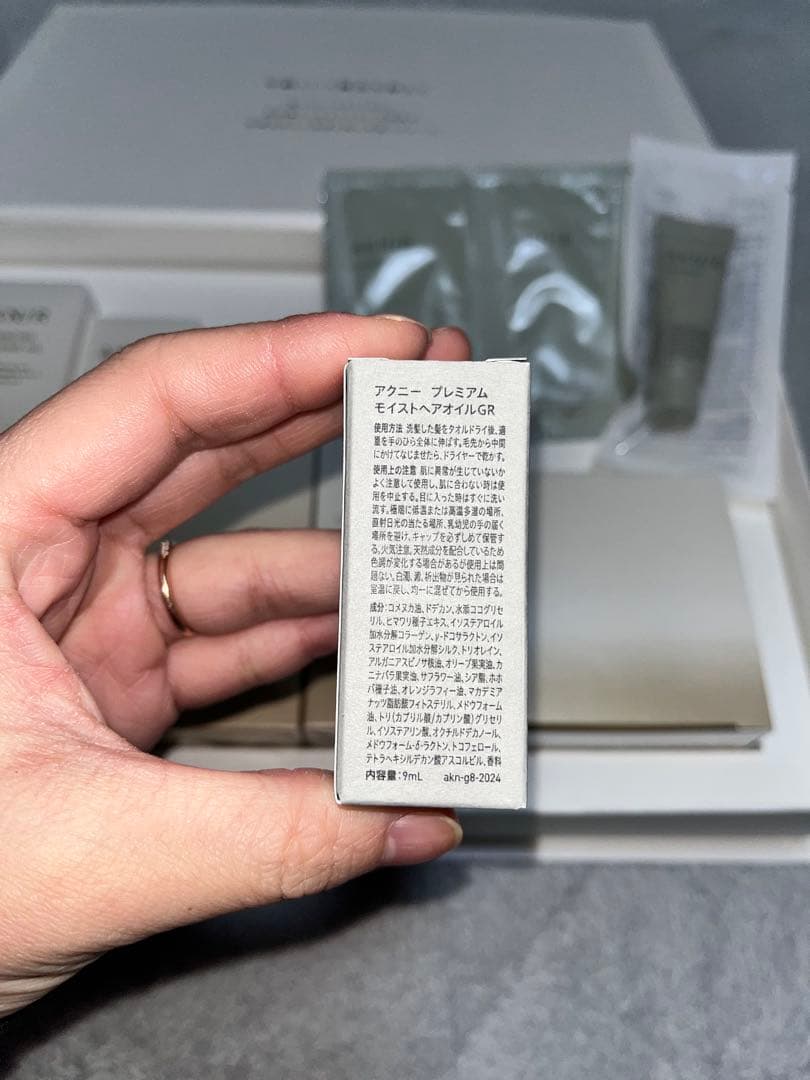 アクニー プレミアム
モイストヘアオイルGR
使用方法 洗髪した髪をタオルドライ後、適
量を手のひら全体に伸ばす。毛先から中間
にかけてなじませたら、ドライヤーで乾かす。
使用上の注意 肌に異常が生じていないか
よく注意して使用し、肌に合わない時は使
用を中止する。目に入った時はすぐに洗い
流す。極端に低温または高温多湿の場所、
直射日光の当たる場所、乳幼児の手の届く
場所を避け、キャップを必ずしめて保管す
る。火気注意。天然成分を配合しているため
色調が変化する場合があるが使用上は問
題ない。白濁、澱、析出物が見られた場合は
室温に戻し、均一に混ぜてから使用する。
成分:コメヌカ油、ドデカン、水添ココグリセ
リル、ヒマワリ種子エキス、イソステアロイル
加水分解コラーゲン、γ-ドコサラクトン、イソ
ステアロイル加水分解シルク、トリオレイン、
アルガニアスピノサ核油、オリーブ果実油、カ
ニナバラ果実油、サフラワー油、シア脂、ホホ
バ種子油、オレンジラフィー油、マカデミア
ナッツ脂肪酸フィトステリル、メドウフォーム
油、トリ(カプリル酸/カプリン酸)グリセリ
ル、イソステアリン酸、オクチルドデカノール、
メドウフォーム-δ-ラクトン、トコフェロール、
テトラヘキシルデカン酸アスコルビル、香料
内容量:9mL akn-g8-2024